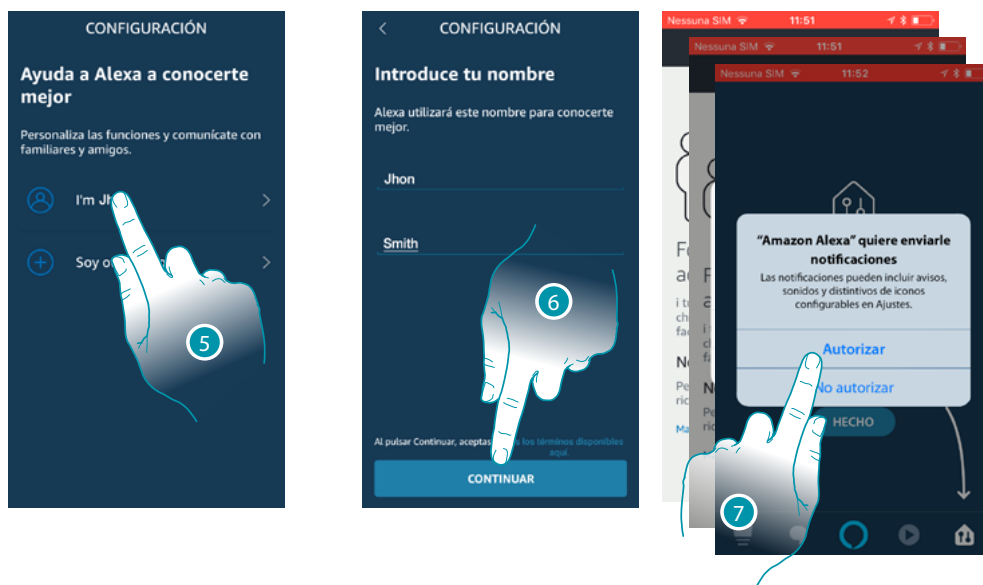 CONFIGURACIÓN
Ayuda a Alexa a conocerte
mejor
Personaliza las funciones y comunícate con
familiares y amigos.
I'm
Soy
5
CONFIGURACIÓN
Introduce tu nombre
Alexa utilizará este nombre para conocerte
mejor.
Jhon
Smith
6
Al pulsar Continuar, aceptas los términos disponibles
aquí.
CONTINUAR
Nessuna SIM 11:51
Nessuna SIM 11:51
Nessuna SIM 11:52
"Amazon Alexa" quiere enviarle
notificaciones
Las notificaciones pueden incluir avisos,
sonidos y distintivos de iconos
configurables en Ajustes.
Autorizar
No autorizar
HECHO
7